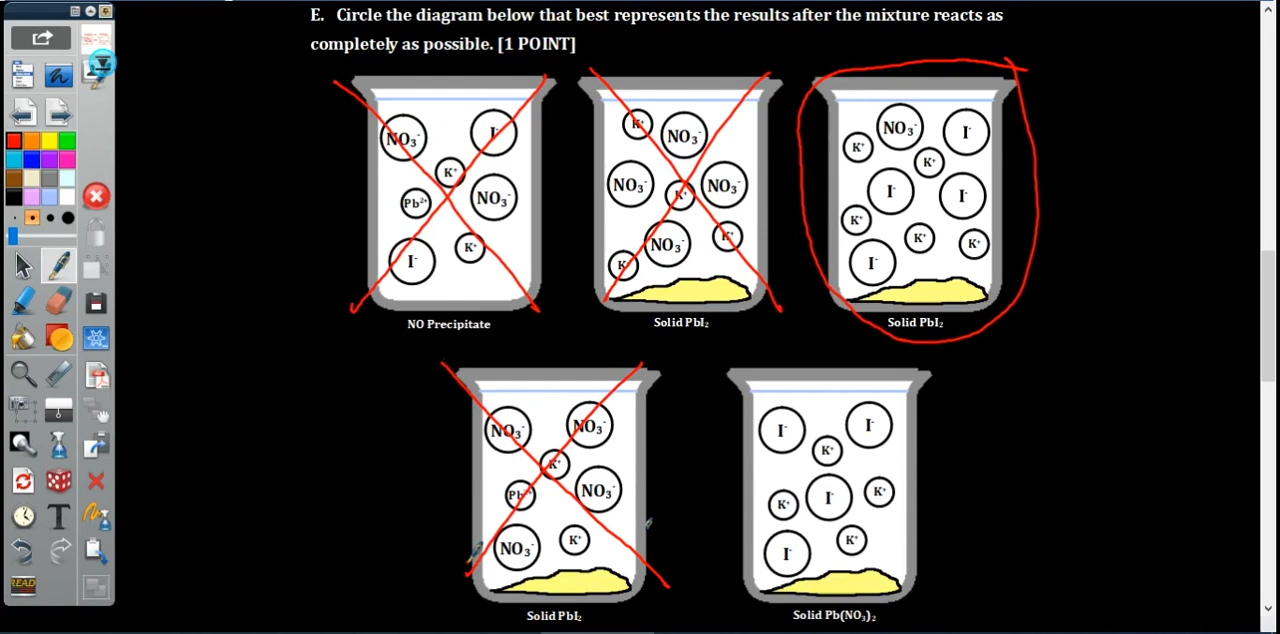 E. Circle the diagram below that best represents the results after the mixture reacts as
completely as possible. [1 POINT]
NO₃⁻ I⁻ K⁺ Pb²⁺ NO₃⁻ I⁻ K⁺
K⁺ NO₃⁻ NO₃⁻ K⁺ NO₃⁻ NO₃⁻ K⁺ K⁺
NO₃⁻ I⁻ K⁺ K⁺ I⁻ I⁻ K⁺ K⁺ K⁺ I⁻
NO Precipitate
Solid PbI₂
Solid PbI₂
NO₃⁻ NO₃⁻ K⁺ Pb NO₃⁻ NO₃⁻ K⁺
I⁻ I⁻ K⁺ K⁺ I⁻ K⁺ I⁻ K⁺
Solid PbI₂
Solid Pb(NO₃)₂
T
READ